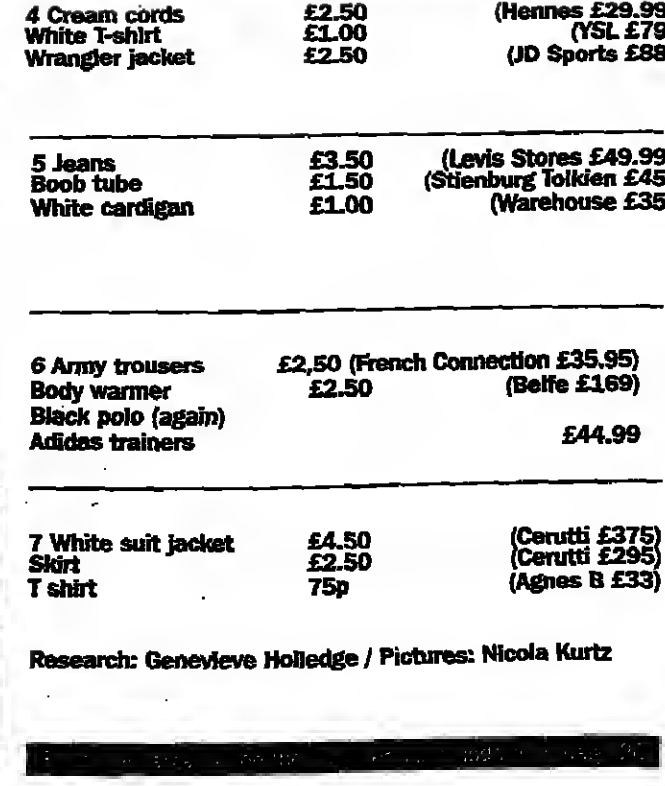 4 Cream cords £2.50 (Hennes £29.99
White T-shirt £1.00 (YSL £79
Wrangler jacket £2.50 (JD Sports £88
5 Jeans £3.50 (Levis Stores £49.99
Boob tube £1.50 (Stienburg Tolkien £45
White cardigan £1.00 (Warehouse £35
6 Army trousers £2,50 (French Connection £35.95)
Body warmer £2.50 (Belfe £169)
Black polo (again)
Adidas trainers £44.99
7 White suit jacket £4.50 (Cerutti £375)
Skirt £2.50 (Cerutti £295)
T shirt 75p (Agnes B £33)
Research: Genevieve Holledge / Pictures: Nicola Kurtz